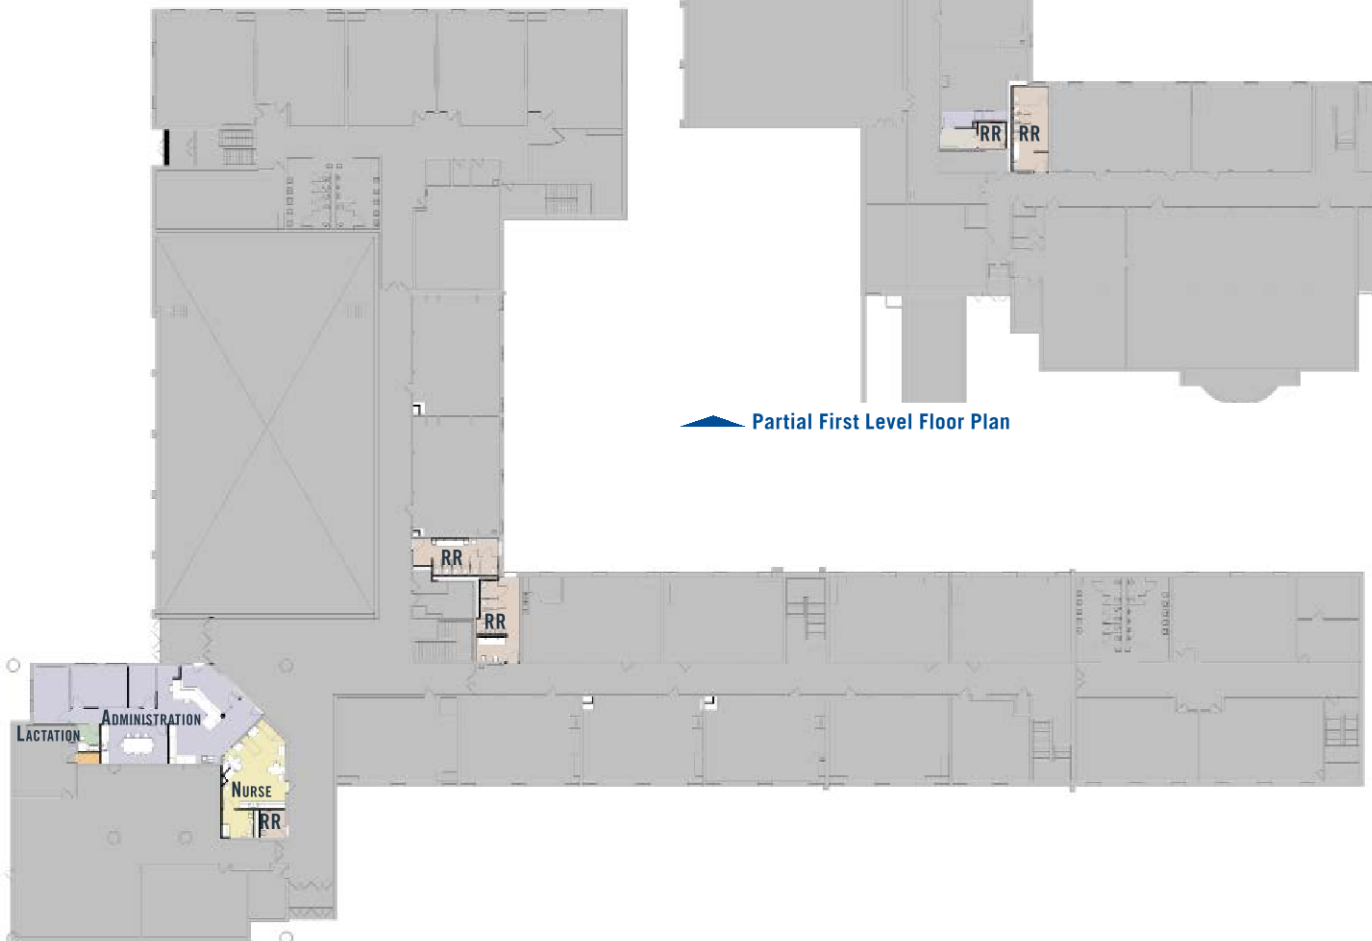 RR RR
Partial First Level Floor Plan
RR
RR
ADMINISTRATION
LACTATION
NURSE
RR